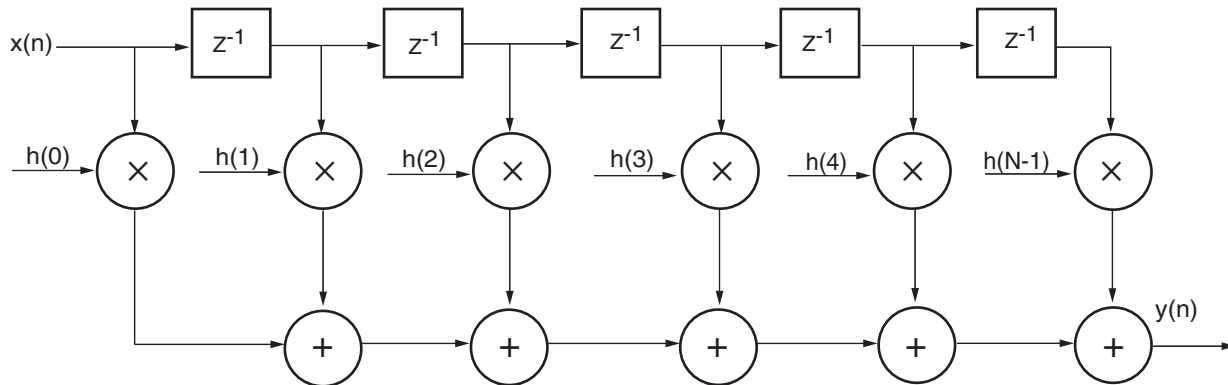 x(n)
Z⁻¹ Z⁻¹ Z⁻¹ Z⁻¹ Z⁻¹
h(0) × h(1) × h(2) × h(3) × h(4) × h(N-1) ×
+ + + + + y(n)